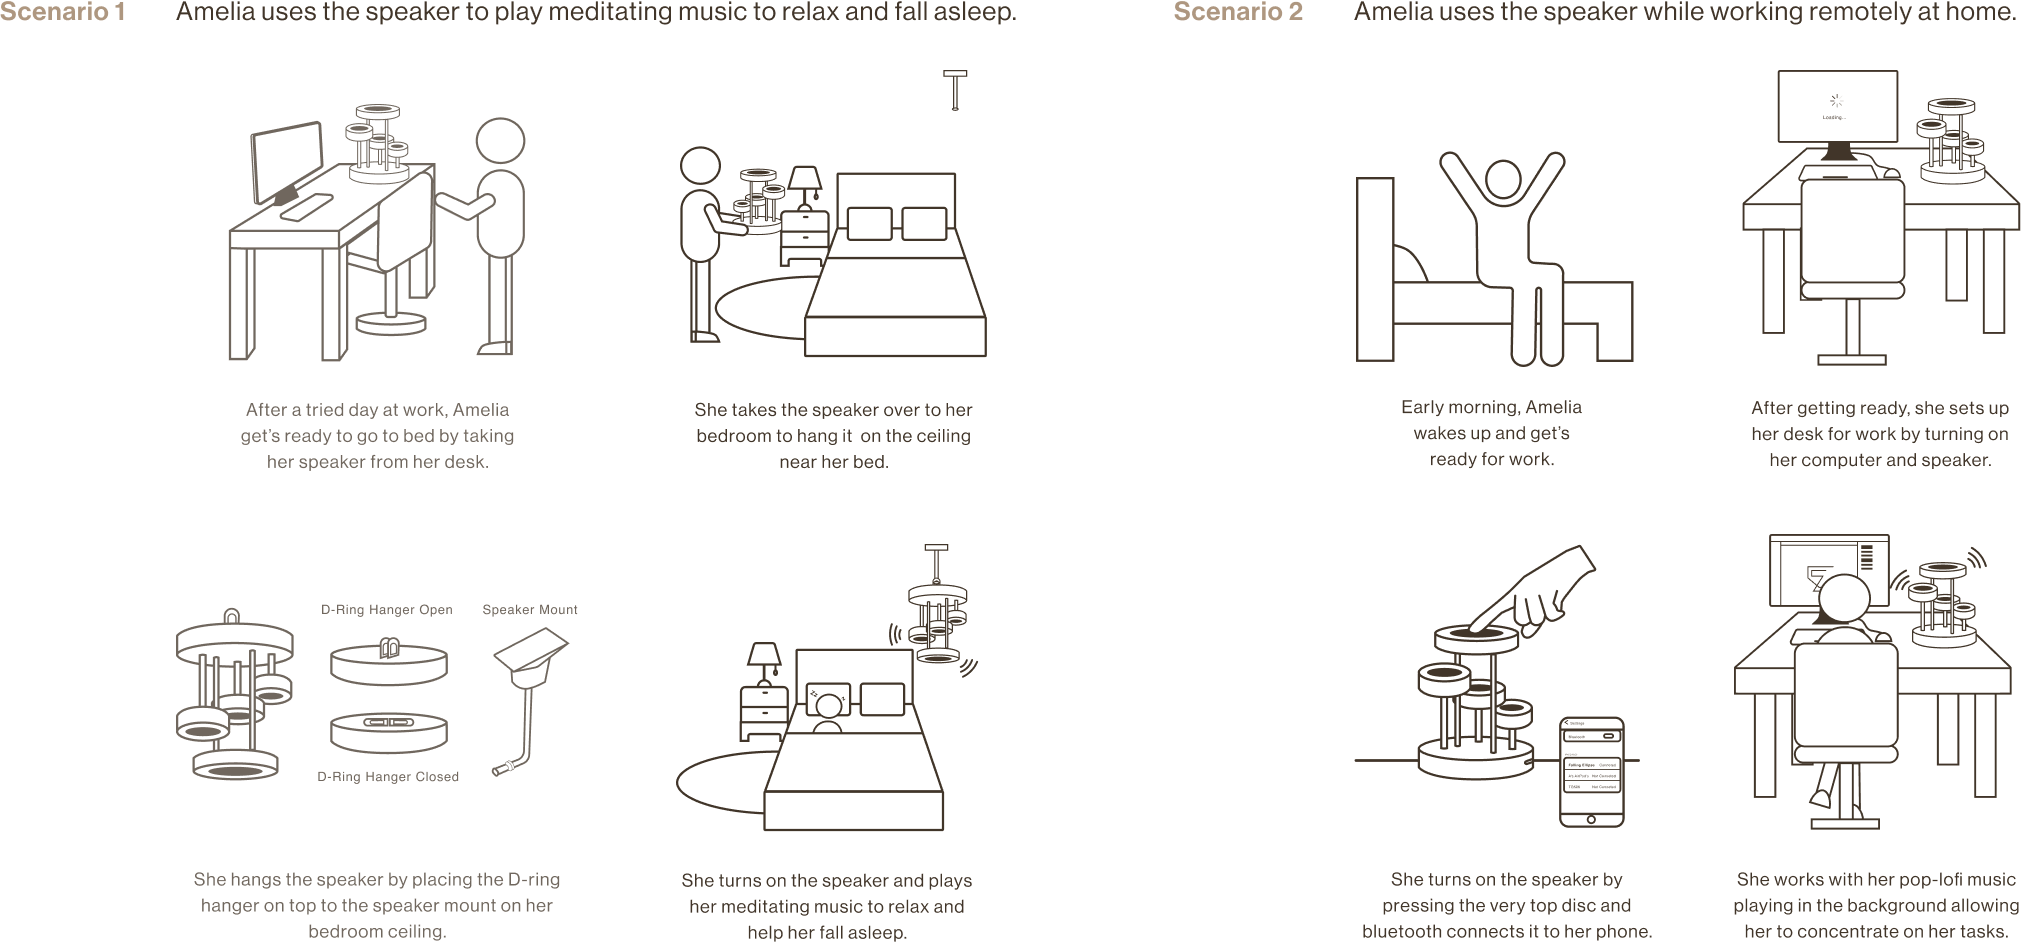 Scenario 1
Amelia uses the speaker to play meditating music to relax and fall asleep.
After a tried day at work, Amelia
get's ready to go to bed by taking
her speaker from her desk.
She takes the speaker over to her
bedroom to hang it on the ceiling
near her bed.
D-Ring Hanger Open
Speaker Mount
D-Ring Hanger Closed
She hangs the speaker by placing the D-ring
hanger on top to the speaker mount on her
bedroom ceiling.
zz
z
She turns on the speaker and plays
her meditating music to relax and
help her fall asleep.
Scenario 2
Amelia uses the speaker while working remotely at home.
Early morning, Amelia
wakes up and get's
ready for work.
Loading...
After getting ready, she sets up
her desk for work by turning on
her computer and speaker.
Settings
Bluetooth
She turns on the speaker by
pressing the very top disc and
bluetooth connects it to her phone.
She works with her pop-lofi music
playing in the background allowing
her to concentrate on her tasks.